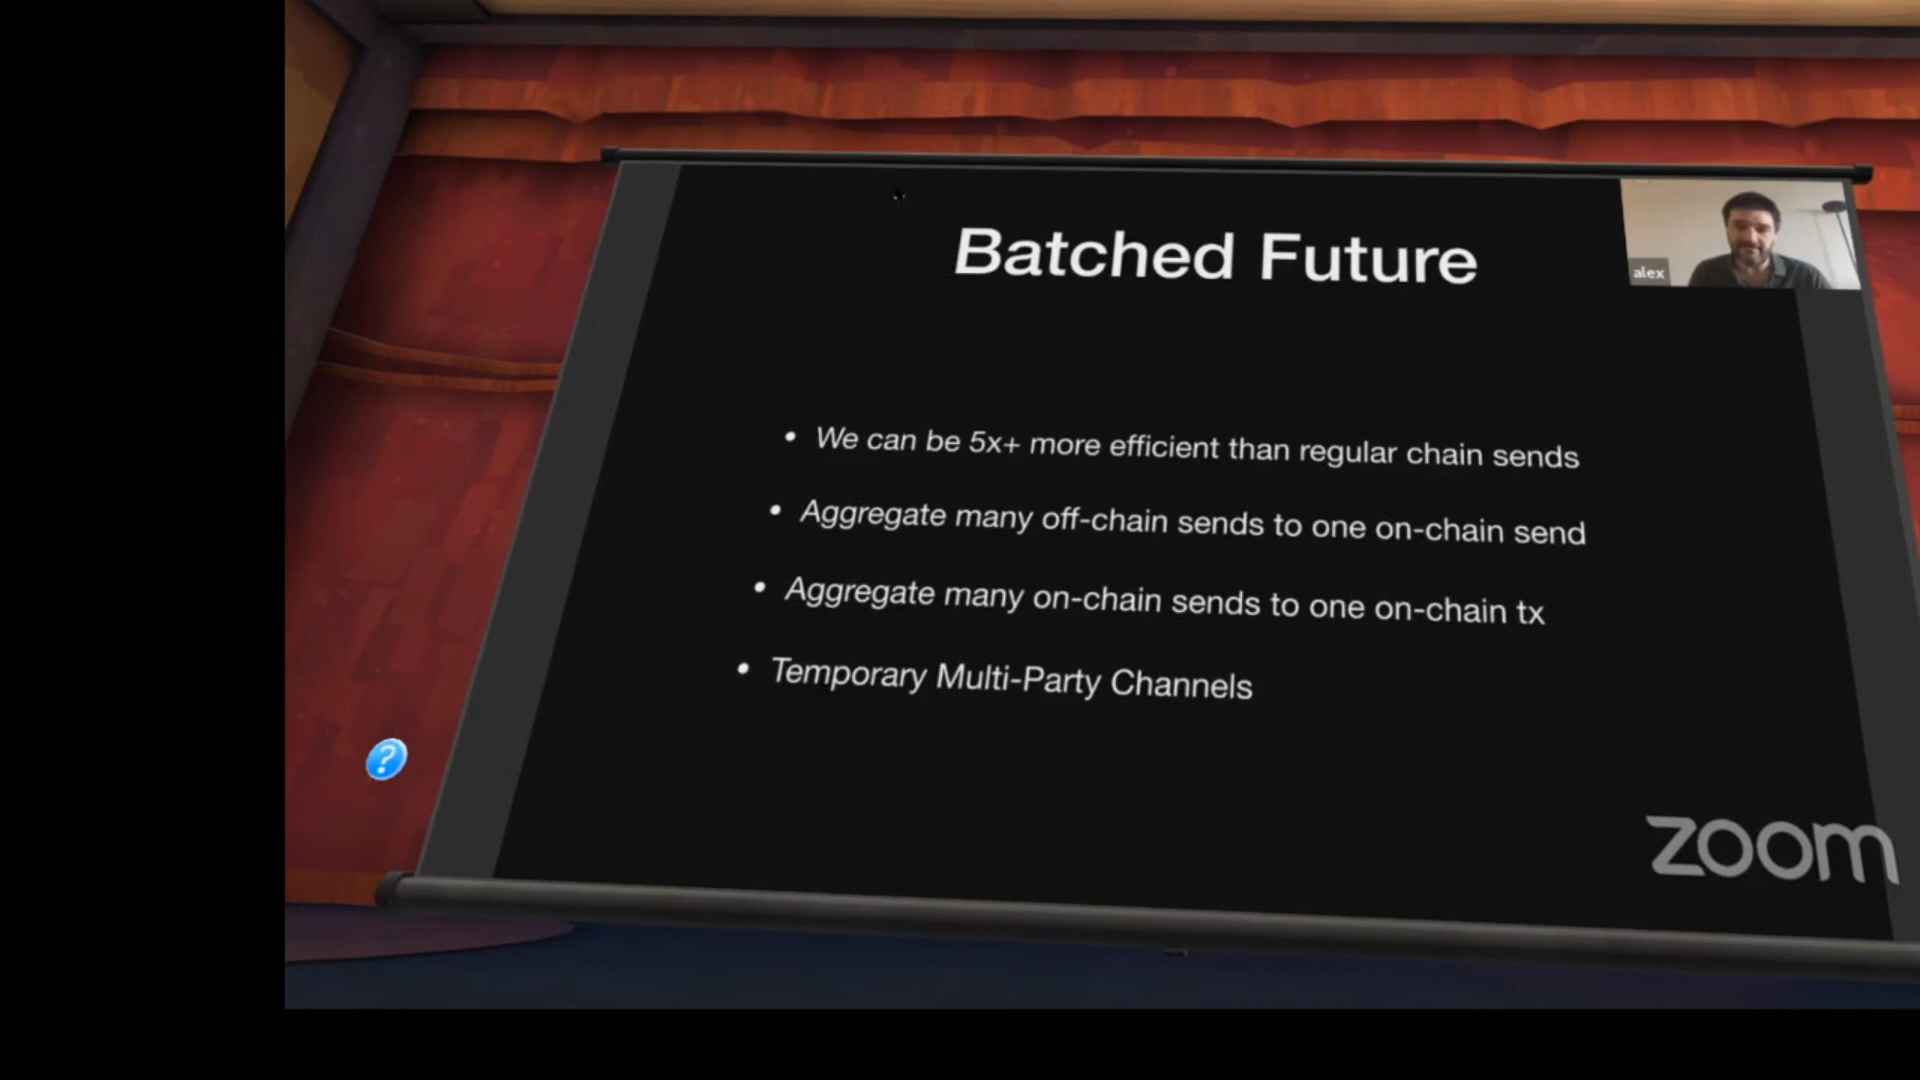 Batched Future
alex
• We can be 5x+ more efficient than regular chain sends
• Aggregate many off-chain sends to one on-chain send
• Aggregate many on-chain sends to one on-chain tx
• Temporary Multi-Party Channels
?
zoom